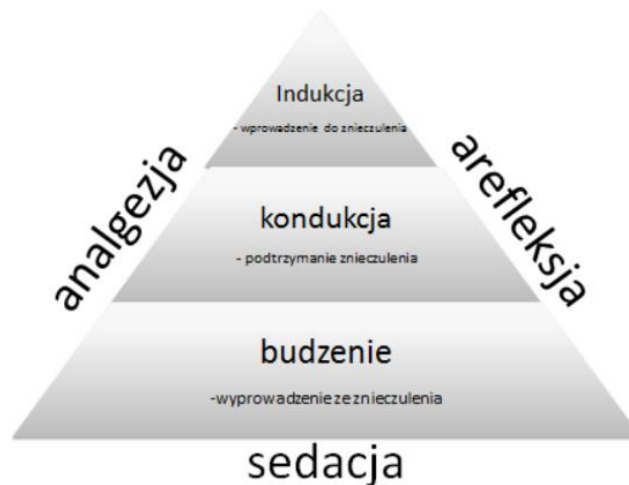 Indukcja
- wprowadzenie do znieczulenia
analgezja
arefleksja
kondukcja
- podtrzymanie znieczulenia
budzenie
-wyprowadzenie ze znieczulenia
sedacja